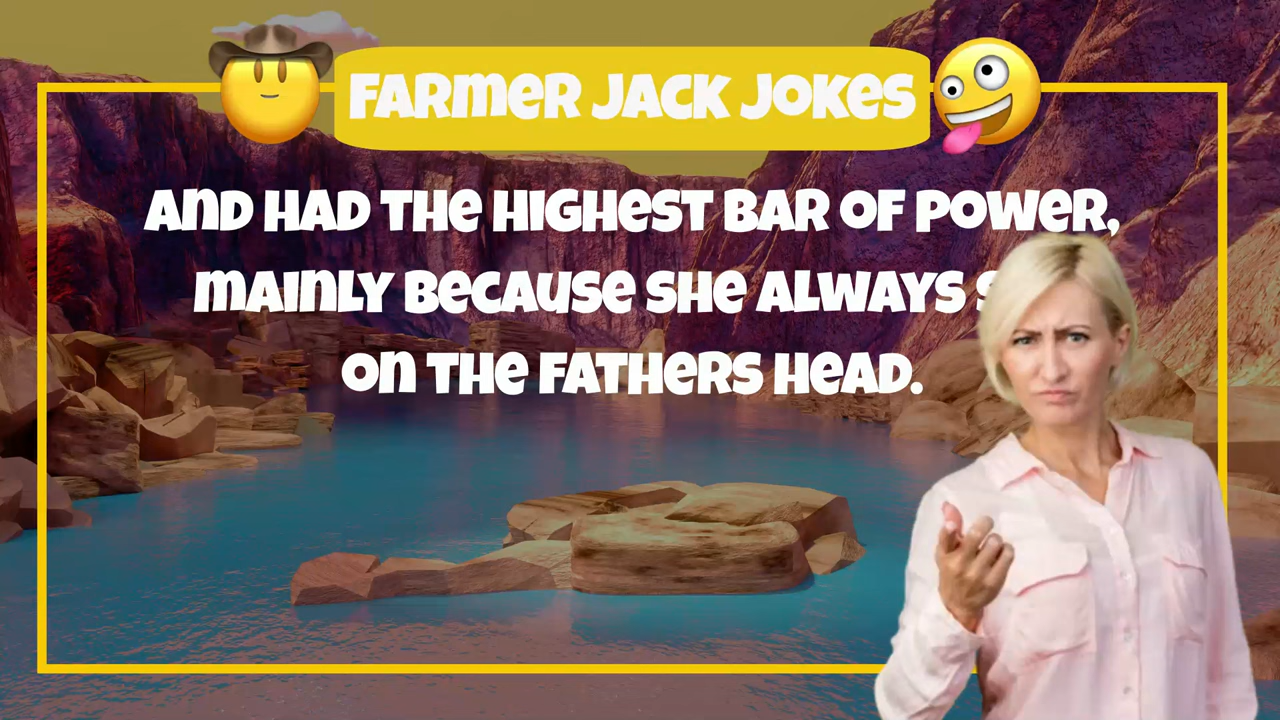 FARMER JACK JOKES
AND HAD THE HIGHEST BAR OF POWER,
MAINLY BECAUSE SHE ALWAYS
ON THE FATHERS HEAD.